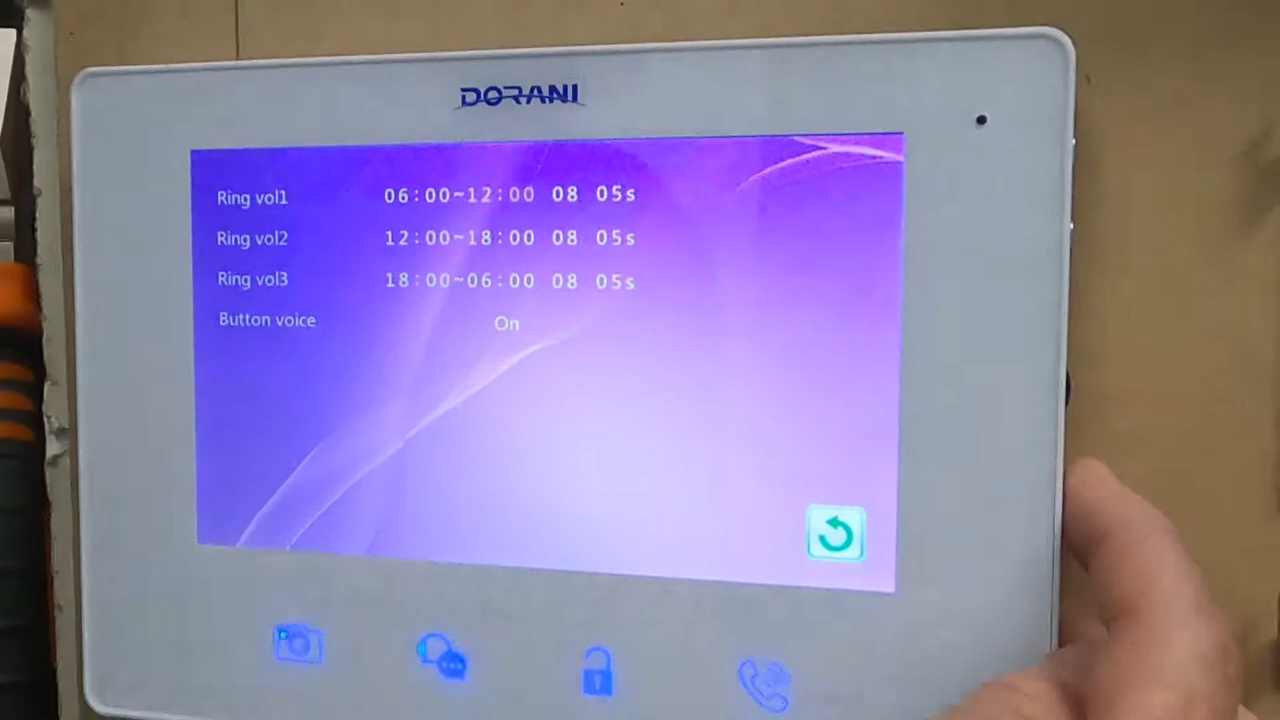 DORANI
Ring vol1 06:00~12:00 08 05s
Ring vol2 12:00~18:00 08 05s
Ring vol3 18:00~06:00 08 05s
Button voice On